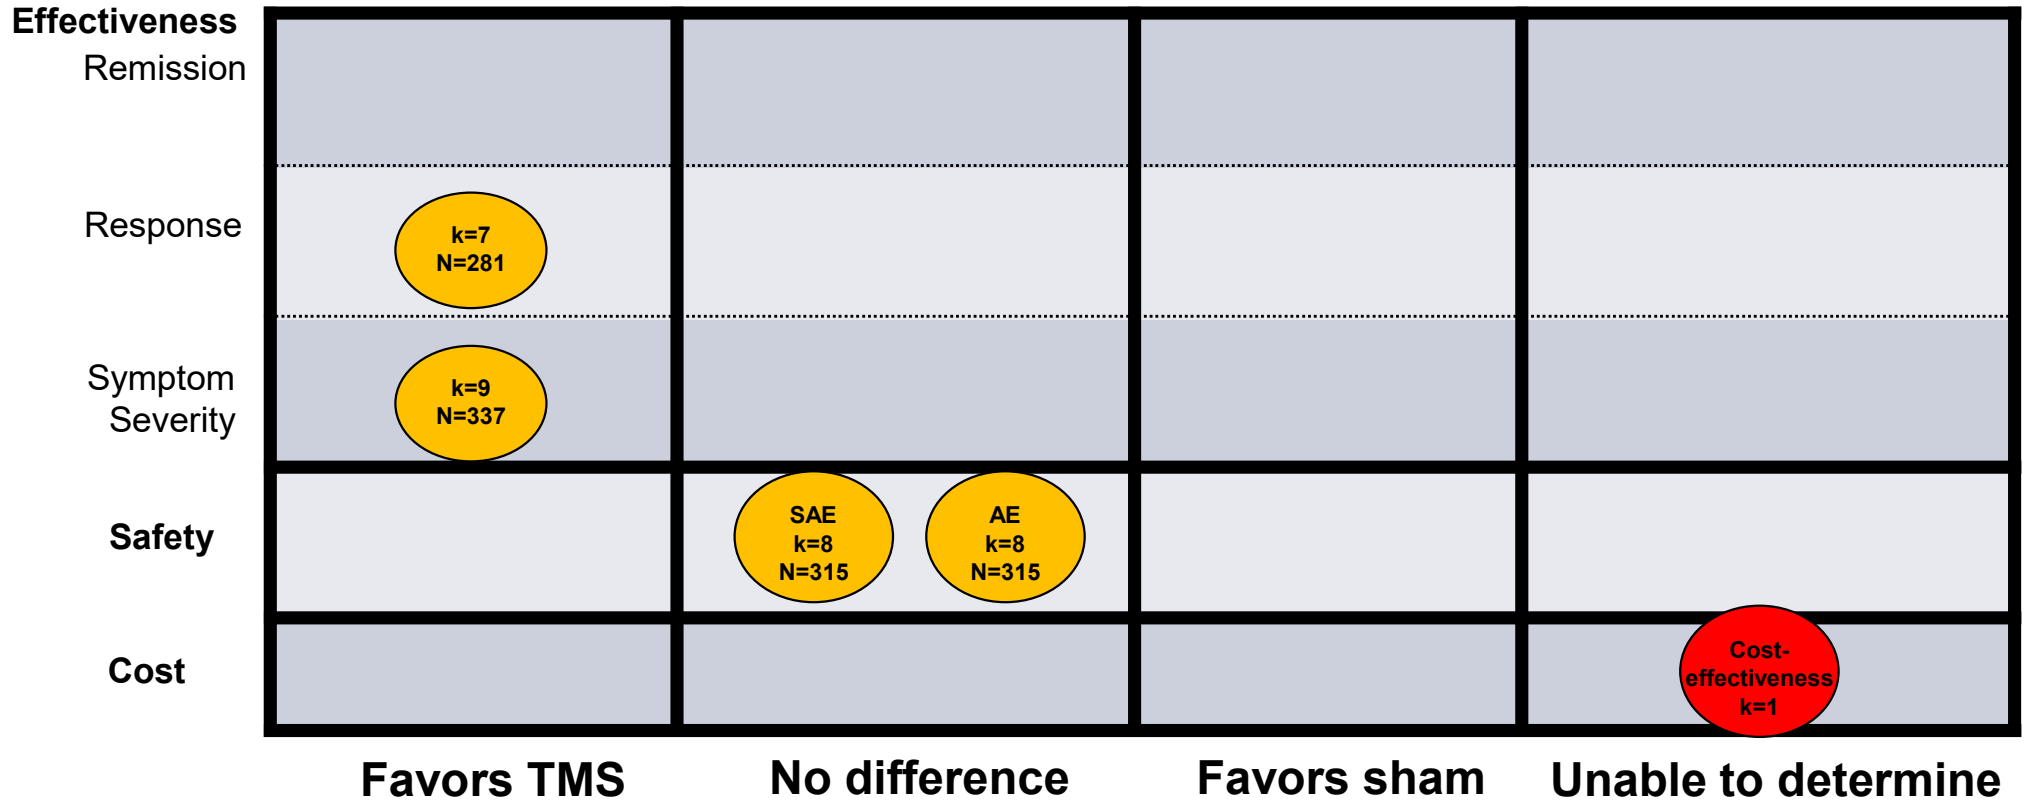 Effectiveness
Remission
Response
k=7
N=281
Symptom
Severity
k=9
N=337
Safety
SAE
k=8
N=315
AE
k=8
N=315
Cost
Cost-
effectiveness
k=1
Favors TMS
No difference
Favors sham
Unable to determine